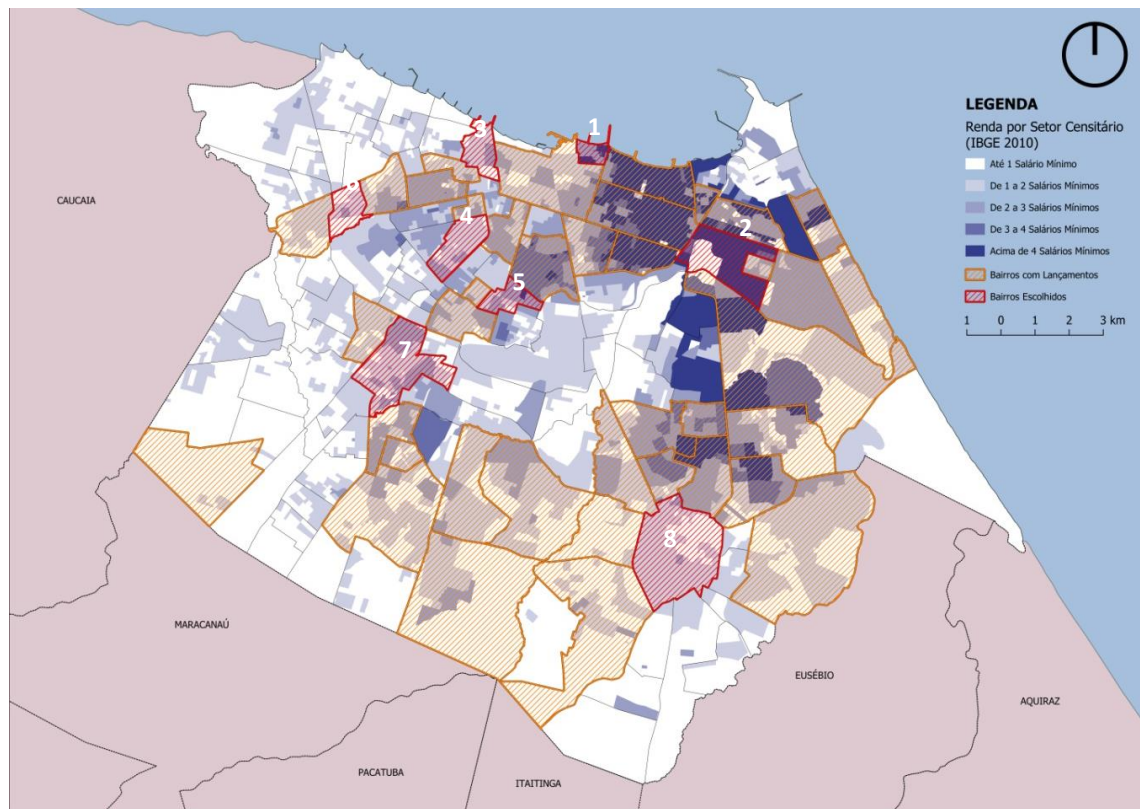 LEGENDA
Renda por Setor Censitário
(IBGE 2010)
Até 1 Salário Mínimo
De 1 a 2 Salários Mínimos
De 2 a 3 Salários Mínimos
De 3 a 4 Salários Mínimos
Acima de 4 Salários Mínimos
Bairros com Lançamentos
Bairros Escolhidos
1 0 1 2 3 km
1
3
6
4
2
5
7
8
CAUCAIA
MARACANAÚ
PACATUBA
ITAITINGA
EUSÉBIO
AQUIRAZ